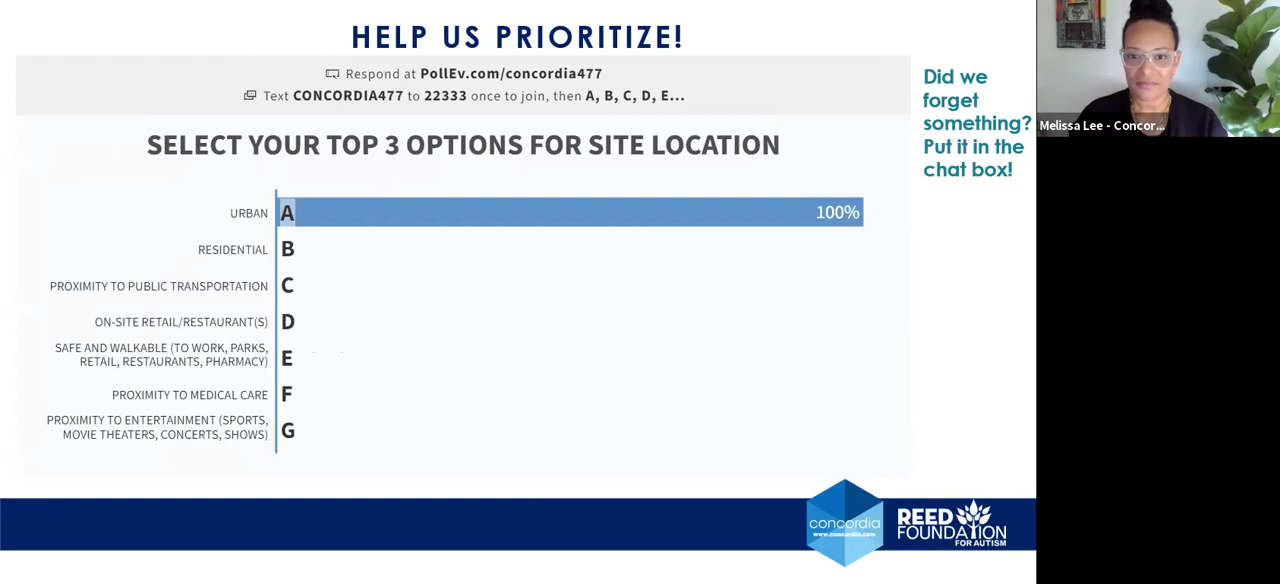 HELP US PRIORITIZE!
Respond at PollEv.com/concordia477
Text CONCORDIA477 to 22333 once to join, then A, B, C, D, E...
SELECT YOUR TOP 3 OPTIONS FOR SITE LOCATION
URBAN A 100%
RESIDENTIAL B
PROXIMITY TO PUBLIC TRANSPORTATION C
ON-SITE RETAIL/RESTAURANT(S) D
SAFE AND WALKABLE (TO WORK, PARKS,
RETAIL, RESTAURANTS, PHARMACY) E
PROXIMITY TO MEDICAL CARE F
PROXIMITY TO ENTERTAINMENT (SPORTS,
MOVIE THEATERS, CONCERTS, SHOWS) G
Did we
forget
something?
Put it in the
chat box!
Melissa Lee - Concor...
concordia
www.concordia.com
REED
FOUNDATION
FOR AUTISM